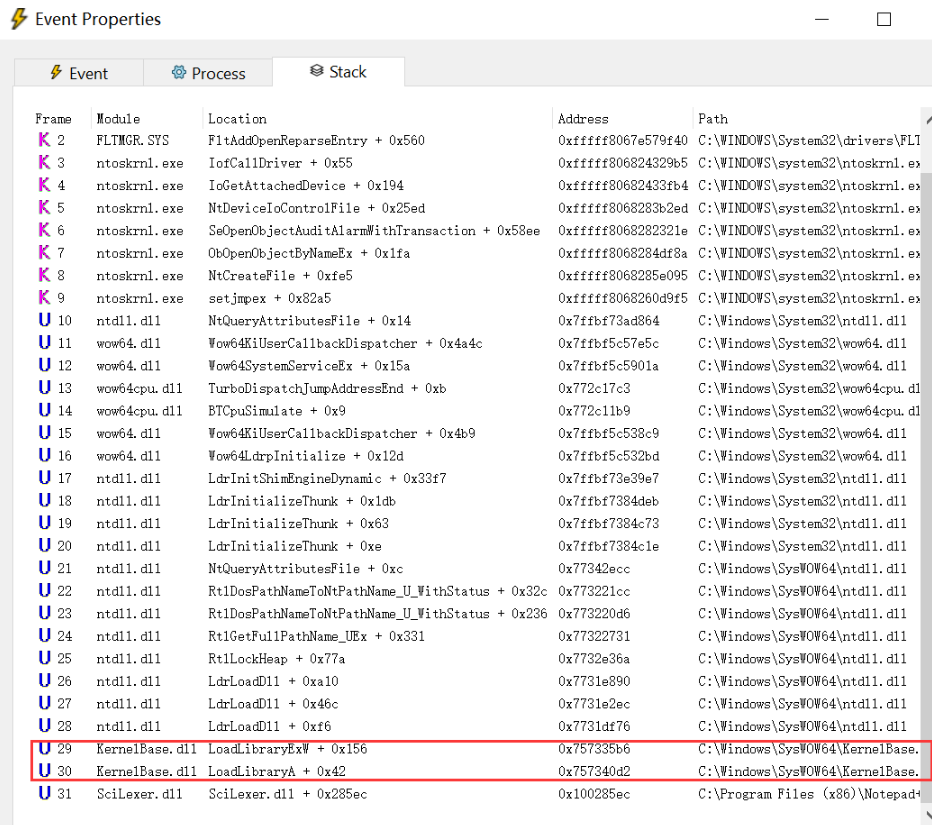 Event Properties
Event Process Stack
Frame Module Location Address Path
K 2 FLTMGR.SYS FltAddOpenReparseEntry + 0x560 0xfffff8067e579f40 C:\WINDOWS\System32\drivers\FLT
K 3 ntoskrnl.exe IofCallDriver + 0x55 0xfffff806824329b5 C:\WINDOWS\system32\ntoskrnl.ex
K 4 ntoskrnl.exe IoGetAttachedDevice + 0x194 0xfffff80682433fb4 C:\WINDOWS\system32\ntoskrnl.ex
K 5 ntoskrnl.exe NtDeviceIoControlFile + 0x25ed 0xfffff8068283b2ed C:\WINDOWS\system32\ntoskrnl.ex
K 6 ntoskrnl.exe SeOpenObjectAuditAlarmWithTransaction + 0x58ee 0xfffff8068282321e C:\WINDOWS\system32\ntoskrnl.ex
K 7 ntoskrnl.exe ObOpenObjectByNameEx + 0x1fa 0xfffff8068284df8a C:\WINDOWS\system32\ntoskrnl.ex
K 8 ntoskrnl.exe NtCreateFile + 0xfe5 0xfffff8068285e095 C:\WINDOWS\system32\ntoskrnl.ex
K 9 ntoskrnl.exe setjmpex + 0x82a5 0xfffff8068260d9f5 C:\WINDOWS\system32\ntoskrnl.ex
U 10 ntdll.dll NtQueryAttributesFile + 0x14 0x7ffbf73ad864 C:\Windows\System32\ntdll.dll
U 11 wow64.dll Wow64KiUserCallbackDispatcher + 0x4a4c 0x7ffbf5c57e5c C:\Windows\System32\wow64.dll
U 12 wow64.dll Wow64SystemServiceEx + 0x15a 0x7ffbf5c5901a C:\Windows\System32\wow64.dll
U 13 wow64cpu.dll TurboDispatchJumpAddressEnd + 0xb 0x772c17c3 C:\Windows\System32\wow64cpu.dl
U 14 wow64cpu.dll BTCpuSimulate + 0x9 0x772c11b9 C:\Windows\System32\wow64cpu.dl
U 15 wow64.dll Wow64KiUserCallbackDispatcher + 0x4b9 0x7ffbf5c538c9 C:\Windows\System32\wow64.dll
U 16 wow64.dll Wow64LdrpInitialize + 0x12d 0x7ffbf5c532bd C:\Windows\System32\wow64.dll
U 17 ntdll.dll LdrInitShimEngineDynamic + 0x33f7 0x7ffbf73e39e7 C:\Windows\System32\ntdll.dll
U 18 ntdll.dll LdrInitializeThunk + 0x1db 0x7ffbf7384deb C:\Windows\System32\ntdll.dll
U 19 ntdll.dll LdrInitializeThunk + 0x63 0x7ffbf7384c73 C:\Windows\System32\ntdll.dll
U 20 ntdll.dll LdrInitializeThunk + 0xe 0x7ffbf7384c1e C:\Windows\System32\ntdll.dll
U 21 ntdll.dll NtQueryAttributesFile + 0xc 0x77342ecc C:\Windows\SysWOW64\ntdll.dll
U 22 ntdll.dll RtlDosPathNameToNtPathName_U_WithStatus + 0x32c 0x773221cc C:\Windows\SysWOW64\ntdll.dll
U 23 ntdll.dll RtlDosPathNameToNtPathName_U_WithStatus + 0x236 0x773220d6 C:\Windows\SysWOW64\ntdll.dll
U 24 ntdll.dll RtlGetFullPathName_UEx + 0x331 0x77322731 C:\Windows\SysWOW64\ntdll.dll
U 25 ntdll.dll RtlLockHeap + 0x77a 0x7732e36a C:\Windows\SysWOW64\ntdll.dll
U 26 ntdll.dll LdrLoadDll + 0xa10 0x7731e890 C:\Windows\SysWOW64\ntdll.dll
U 27 ntdll.dll LdrLoadDll + 0x46c 0x7731e2ec C:\Windows\SysWOW64\ntdll.dll
U 28 ntdll.dll LdrLoadDll + 0xf6 0x7731df76 C:\Windows\SysWOW64\ntdll.dll
U 29 KernelBase.dll LoadLibraryExW + 0x156 0x757335b6 C:\Windows\SysWOW64\KernelBase.
U 30 KernelBase.dll LoadLibraryA + 0x42 0x757340d2 C:\Windows\SysWOW64\KernelBase.
U 31 SciLexer.dll SciLexer.dll + 0x285ec 0x100285ec C:\Program Files (x86)\Notepad+